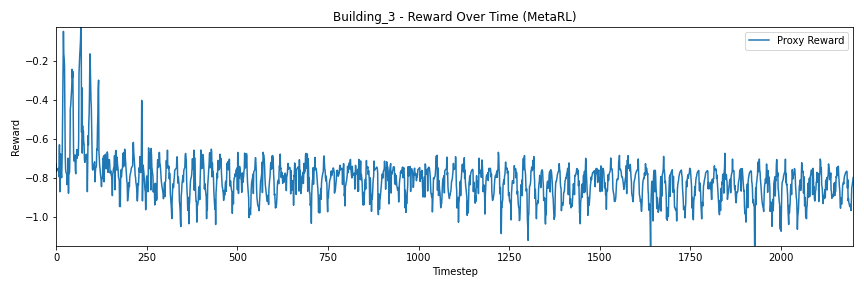 Building_3 - Reward Over Time (MetaRL)
Proxy Reward
Reward
−0.2
−0.4
−0.6
−0.8
−1.0
0 250 500 750 1000 1250 1500 1750 2000
Timestep